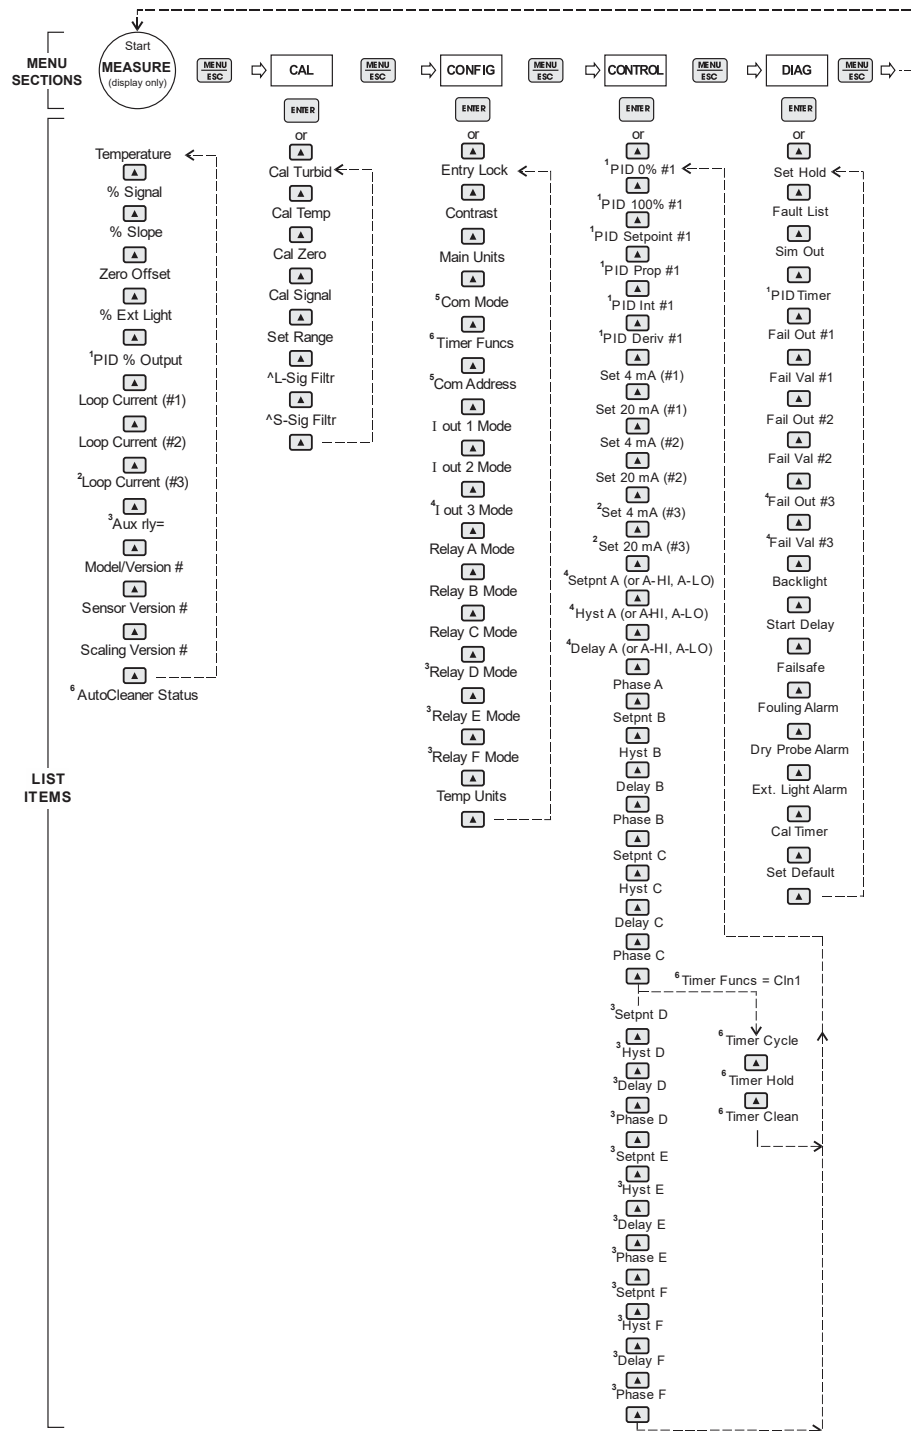 Start
MENU SECTIONS
MEASURE
(display only)
MENU
ESC
CAL
MENU
ESC
CONFIG
MENU
ESC
CONTROL
MENU
ESC
DIAG
MENU
ESC
ENTER
ENTER
ENTER
ENTER
or
or
or
or
LIST ITEMS
Temperature
% Signal
% Slope
Zero Offset
% Ext Light
¹PID % Output
Loop Current (#1)
Loop Current (#2)
²Loop Current (#3)
³Aux rly=
Model/Version #
Sensor Version #
Scaling Version #
⁶AutoCleaner Status
Cal Turbid
Cal Temp
Cal Zero
Cal Signal
Set Range
^L-Sig Filtr
^S-Sig Filtr
Entry Lock
Contrast
Main Units
⁵Com Mode
⁶Timer Funcs
⁵Com Address
I out 1 Mode
I out 2 Mode
⁴I out 3 Mode
Relay A Mode
Relay B Mode
Relay C Mode
³Relay D Mode
³Relay E Mode
³Relay F Mode
Temp Units
¹PID 0% #1
¹PID 100% #1
¹PID Setpoint #1
¹PID Prop #1
¹PID Int #1
¹PID Deriv #1
Set 4 mA (#1)
Set 20 mA (#1)
Set 4 mA (#2)
Set 20 mA (#2)
²Set 4 mA (#3)
²Set 20 mA (#3)
⁴Setpnt A (or A-HI, A-LO)
⁴Hyst A (or A-HI, A-LO)
⁴Delay A (or A-HI, A-LO)
Phase A
Setpnt B
Hyst B
Delay B
Phase B
Setpnt C
Hyst C
Delay C
Phase C
⁶Timer Funcs = Cln1
³Setpnt D
³Hyst D
³Delay D
³Phase D
³Setpnt E
³Hyst E
³Delay E
³Phase E
³Setpnt F
³Hyst F
³Delay F
³Phase F
⁶Timer Cycle
⁶Timer Hold
⁶Timer Clean
Set Hold
Fault List
Sim Out
¹PID Timer
Fail Out #1
Fail Val #1
Fail Out #2
Fail Val #2
⁴Fail Out #3
⁴Fail Val #3
Backlight
Start Delay
Failsafe
Fouling Alarm
Dry Probe Alarm
Ext. Light Alarm
Cal Timer
Set Default